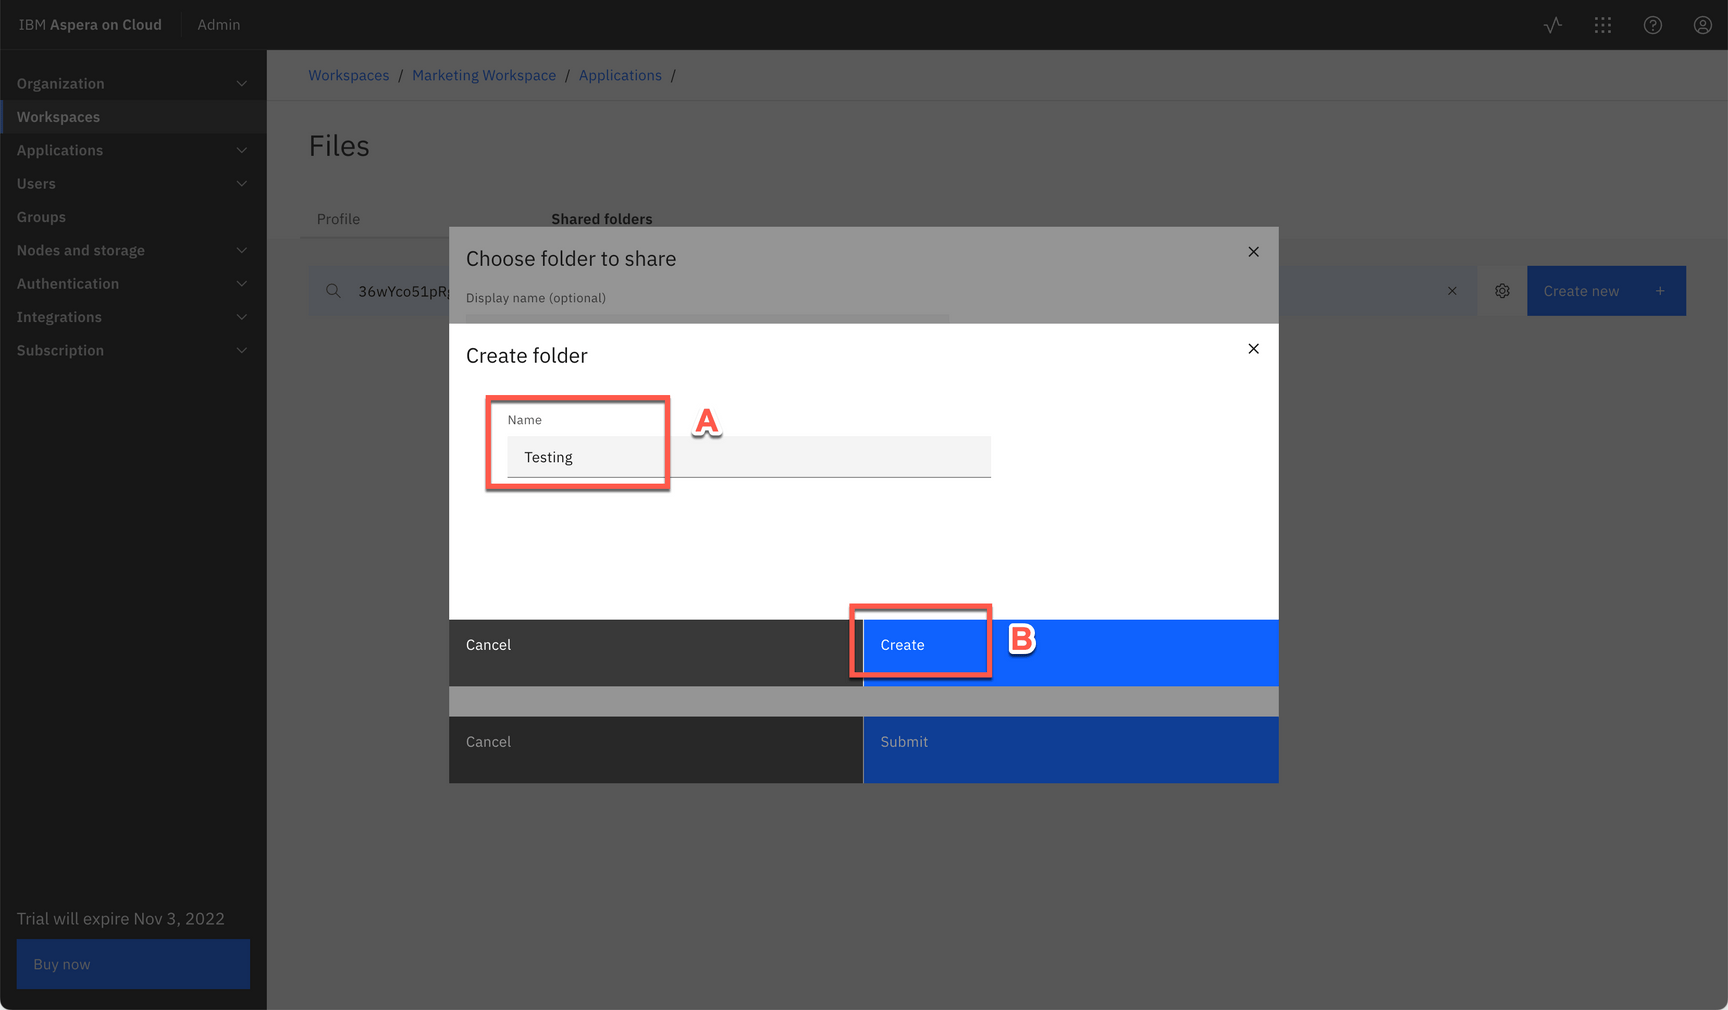 IBM Aspera on Cloud Admin
Organization
Workspaces
Applications
Users
Groups
Nodes and storage
Authentication
Integrations
Subscription
Trial will expire Nov 3, 2022
Buy now
Workspaces / Marketing Workspace / Applications /
Files
Profile Shared folders
36wYco51pRg
Create new +
Choose folder to share
Display name (optional)
Create folder
Name
Testing
A
Cancel
Create
B
Cancel
Submit